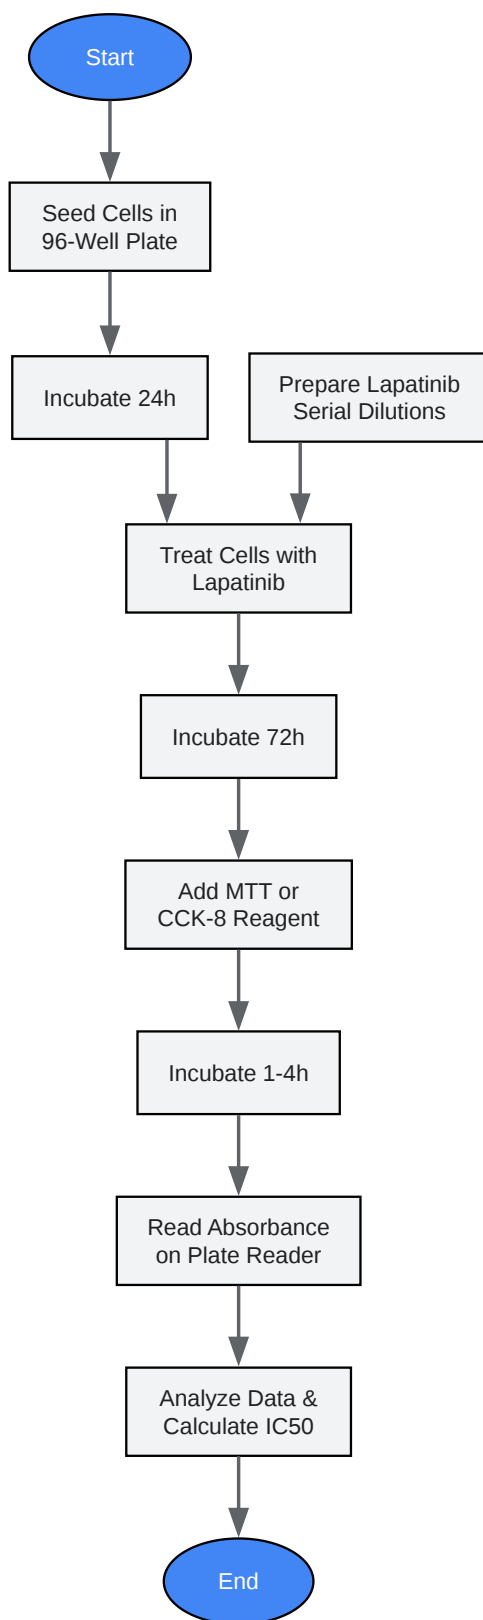 Start
Seed Cells in
96-Well Plate
Incubate 24h
Prepare Lapatinib
Serial Dilutions
Treat Cells with
Lapatinib
Incubate 72h
Add MTT or
CCK-8 Reagent
Incubate 1-4h
Read Absorbance
on Plate Reader
Analyze Data &
Calculate IC50
End